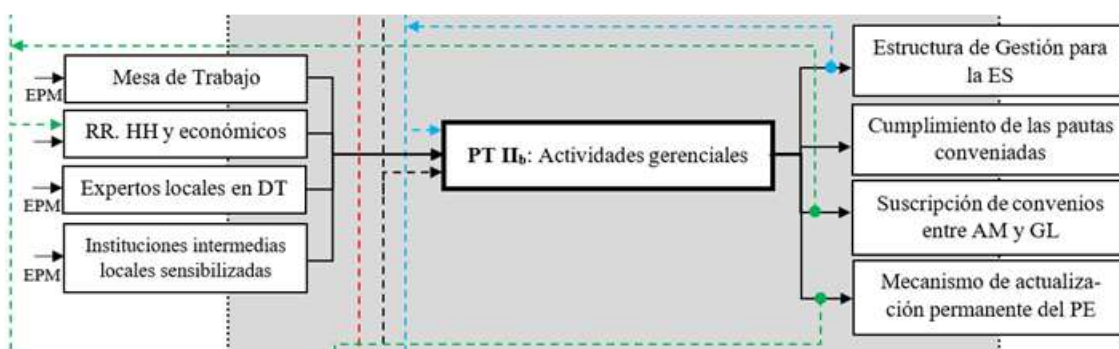 Mesa de Trabajo
EPM
RR. HH y económicos
Expertos locales en DT
EPM
Instituciones intermedias
locales sensibilizadas
EPM
PT IIb: Actividades gerenciales
Estructura de Gestión para
la ES
Cumplimiento de las pautas
conveniadas
Suscripción de convenios
entre AM y GL
Mecanismo de actualiza-
ción permanente del PE